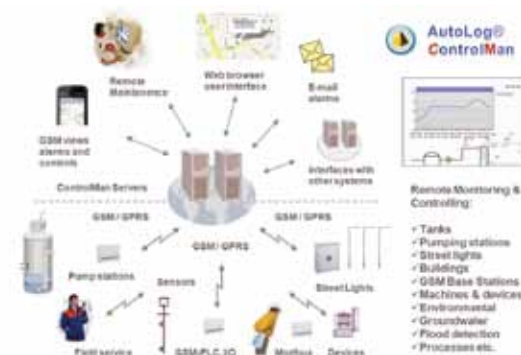 AutoLog®
ControlMan
Remote
Maintenance
Web browser
user interface
E-mail
alarms
GSM views
alarms and
controls
ControlMan Servers
Interfaces with
other systems
GSM / GPRS
GSM / GPRS
GSM / GPRS
Pump stations
Sensors
Street Lights
Field service
GSM-PLC, I/O
Modbus
Devices
Remote Monitoring &
Controlling:
✓Tanks
✓Pumping stations
✓Street lights
✓Buildings
✓GSM Base Stations
✓Machines & devices
✓Environmental
✓Groundwater
✓Flood detection
✓Processes etc.